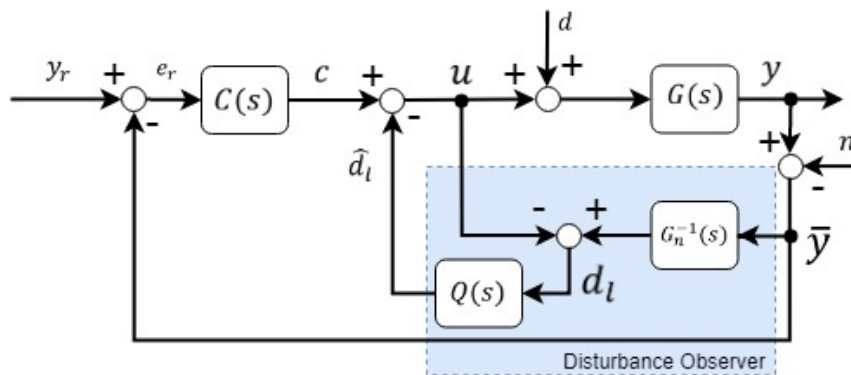 d
y_r + e_r C(s) c + u + + G(s) y
- - + n
\hat{d}_l -
- + G_n^{-1}(s) \bar{y}
Q(s) d_l
Disturbance Observer